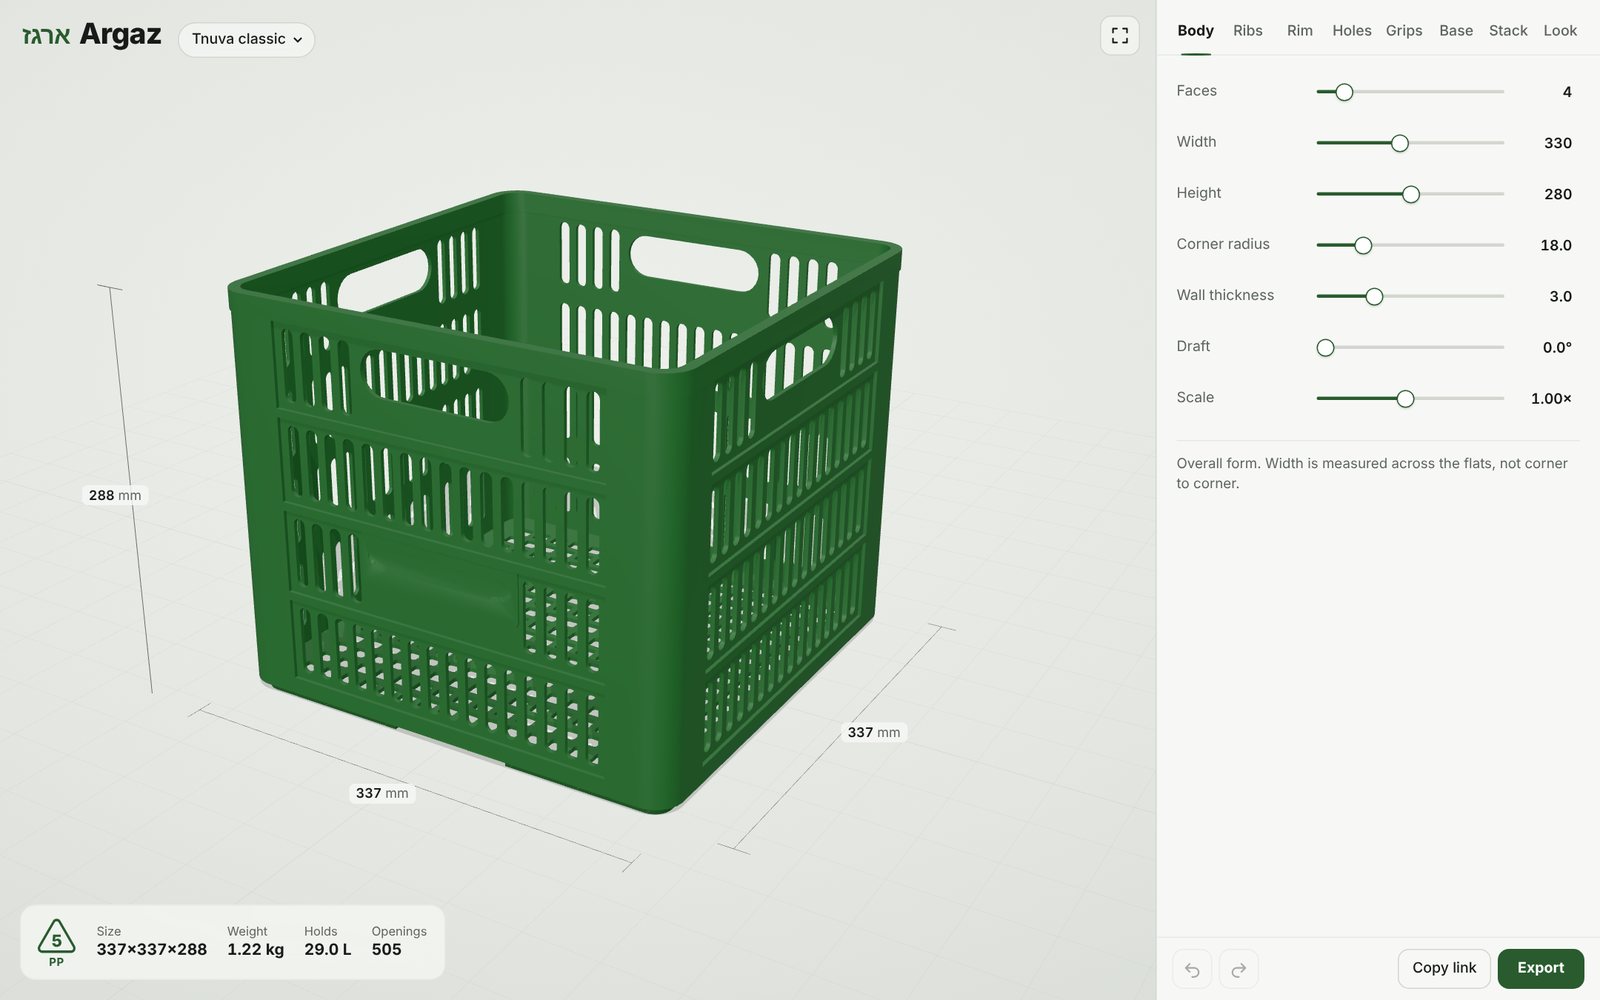 ארגז Argaz
Tnuva classic
Body Ribs Rim Holes Grips Base Stack Look
Faces 4
Width 330
Height 280
Corner radius 18.0
Wall thickness 3.0
Draft 0.0°
Scale 1.00×
Overall form. Width is measured across the flats, not corner
to corner.
288 mm
337 mm
337 mm
5
PP
Size Weight Holds Openings
337×337×288 1.22 kg 29.0 L 505
Copy link
Export